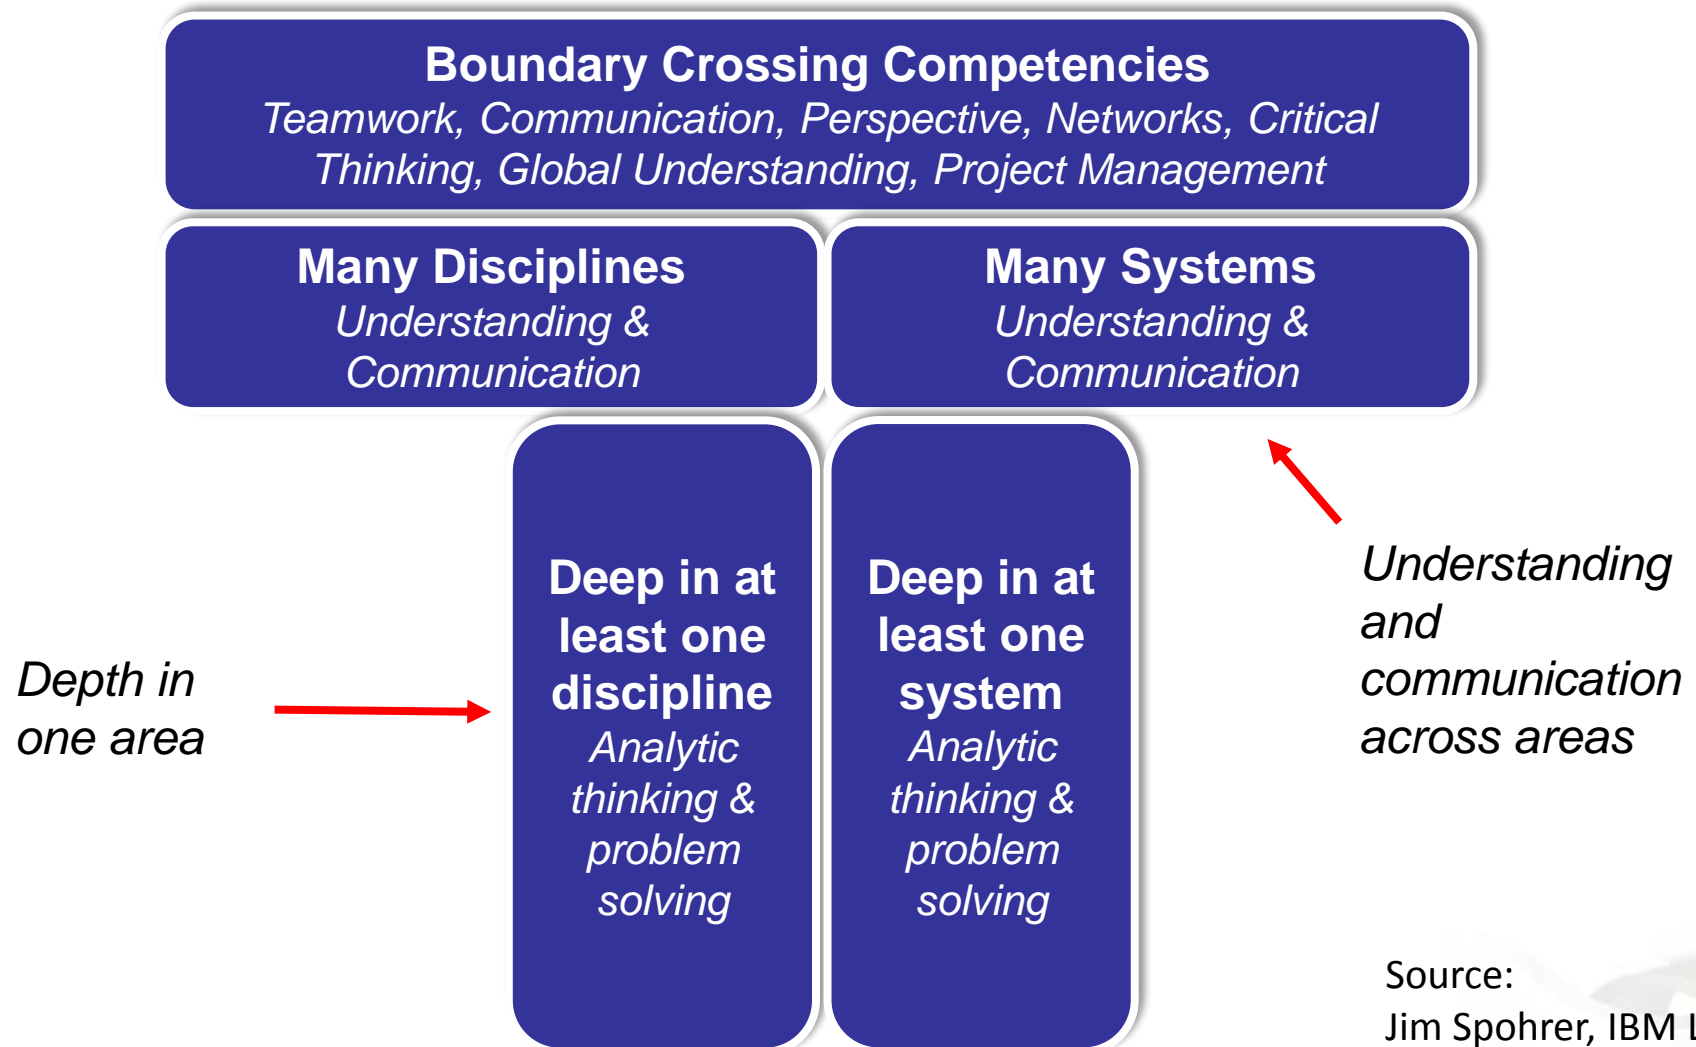 Boundary Crossing Competencies
Teamwork, Communication, Perspective, Networks, Critical
Thinking, Global Understanding, Project Management
Many Disciplines
Understanding &
Communication
Many Systems
Understanding &
Communication
Deep in at
least one
discipline
Analytic
thinking &
problem
solving
Deep in at
least one
system
Analytic
thinking &
problem
solving
Depth in
one area
Understanding
and
communication
across areas
Source:
Jim Spohrer, IBM